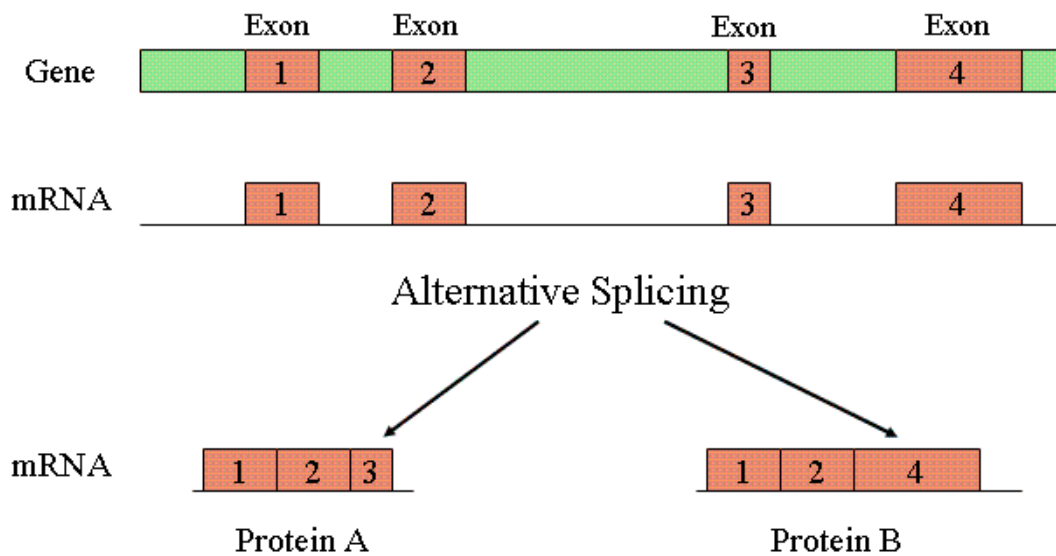 Exon Exon Exon Exon
Gene 1 2 3 4
mRNA 1 2 3 4
Alternative Splicing
mRNA 1 2 3 1 2 4
Protein A Protein B